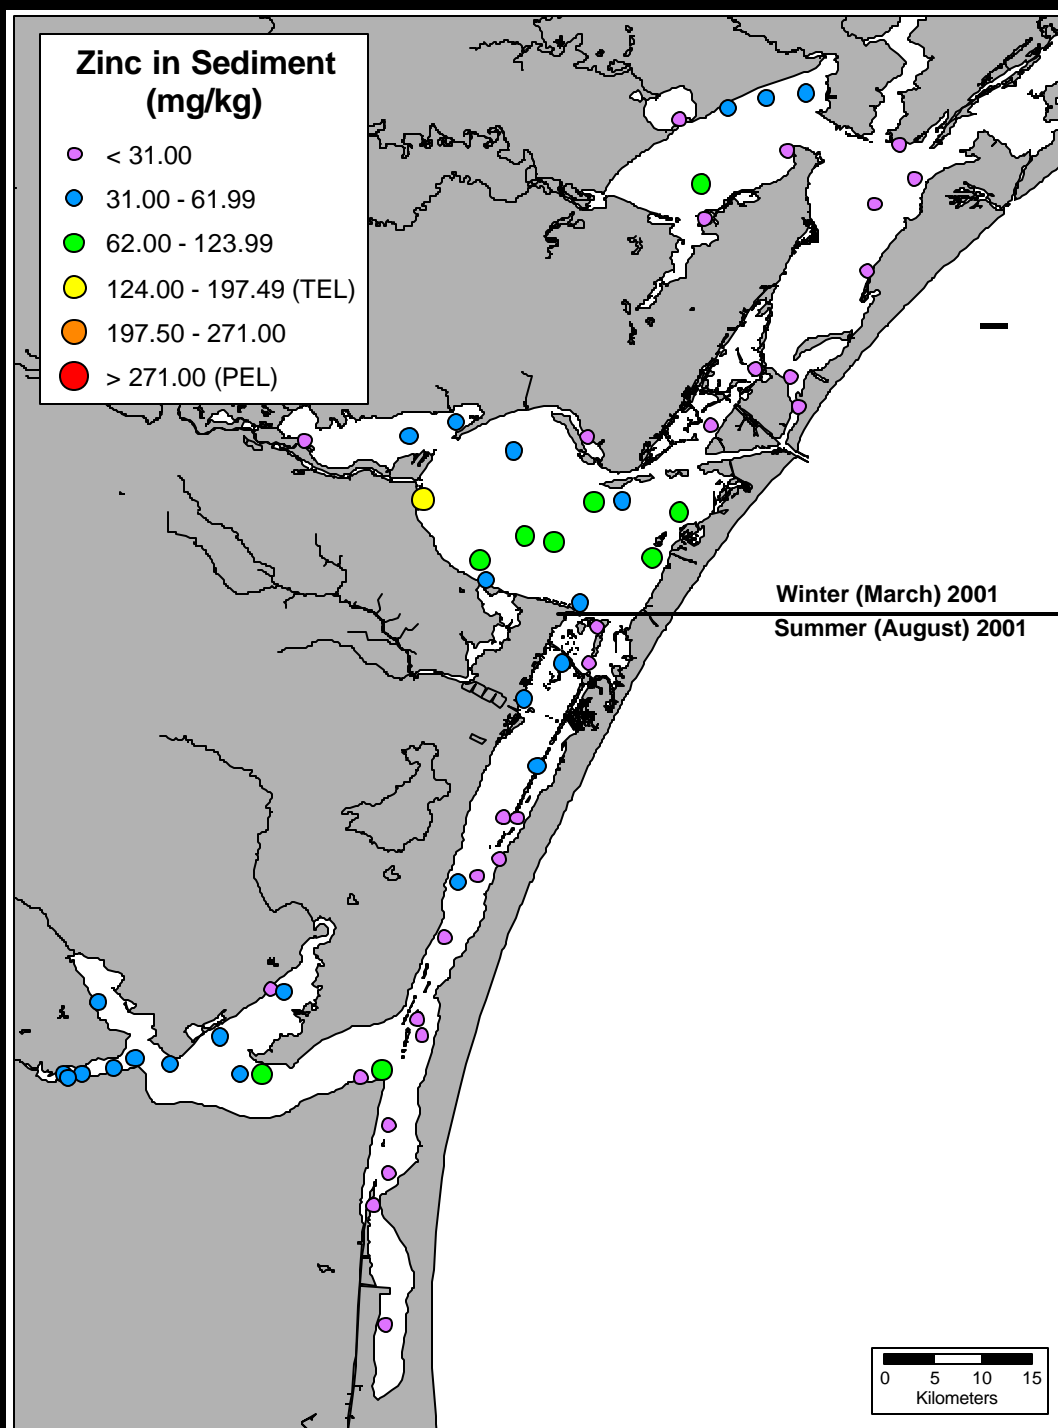 Zinc in Sediment
(mg/kg)
< 31.00
31.00 - 61.99
62.00 - 123.99
124.00 - 197.49 (TEL)
197.50 - 271.00
> 271.00 (PEL)
Winter (March) 2001
Summer (August) 2001
0 5 10 15
Kilometers